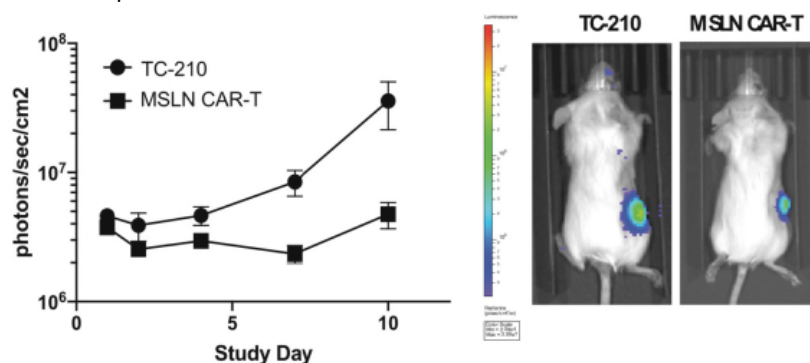 10⁸
10⁷
10⁶
photons/sec/cm2
TC-210
MSLN CAR-T
0
5
10
Study Day
Luminescence
TC-210
MSLN CAR-T